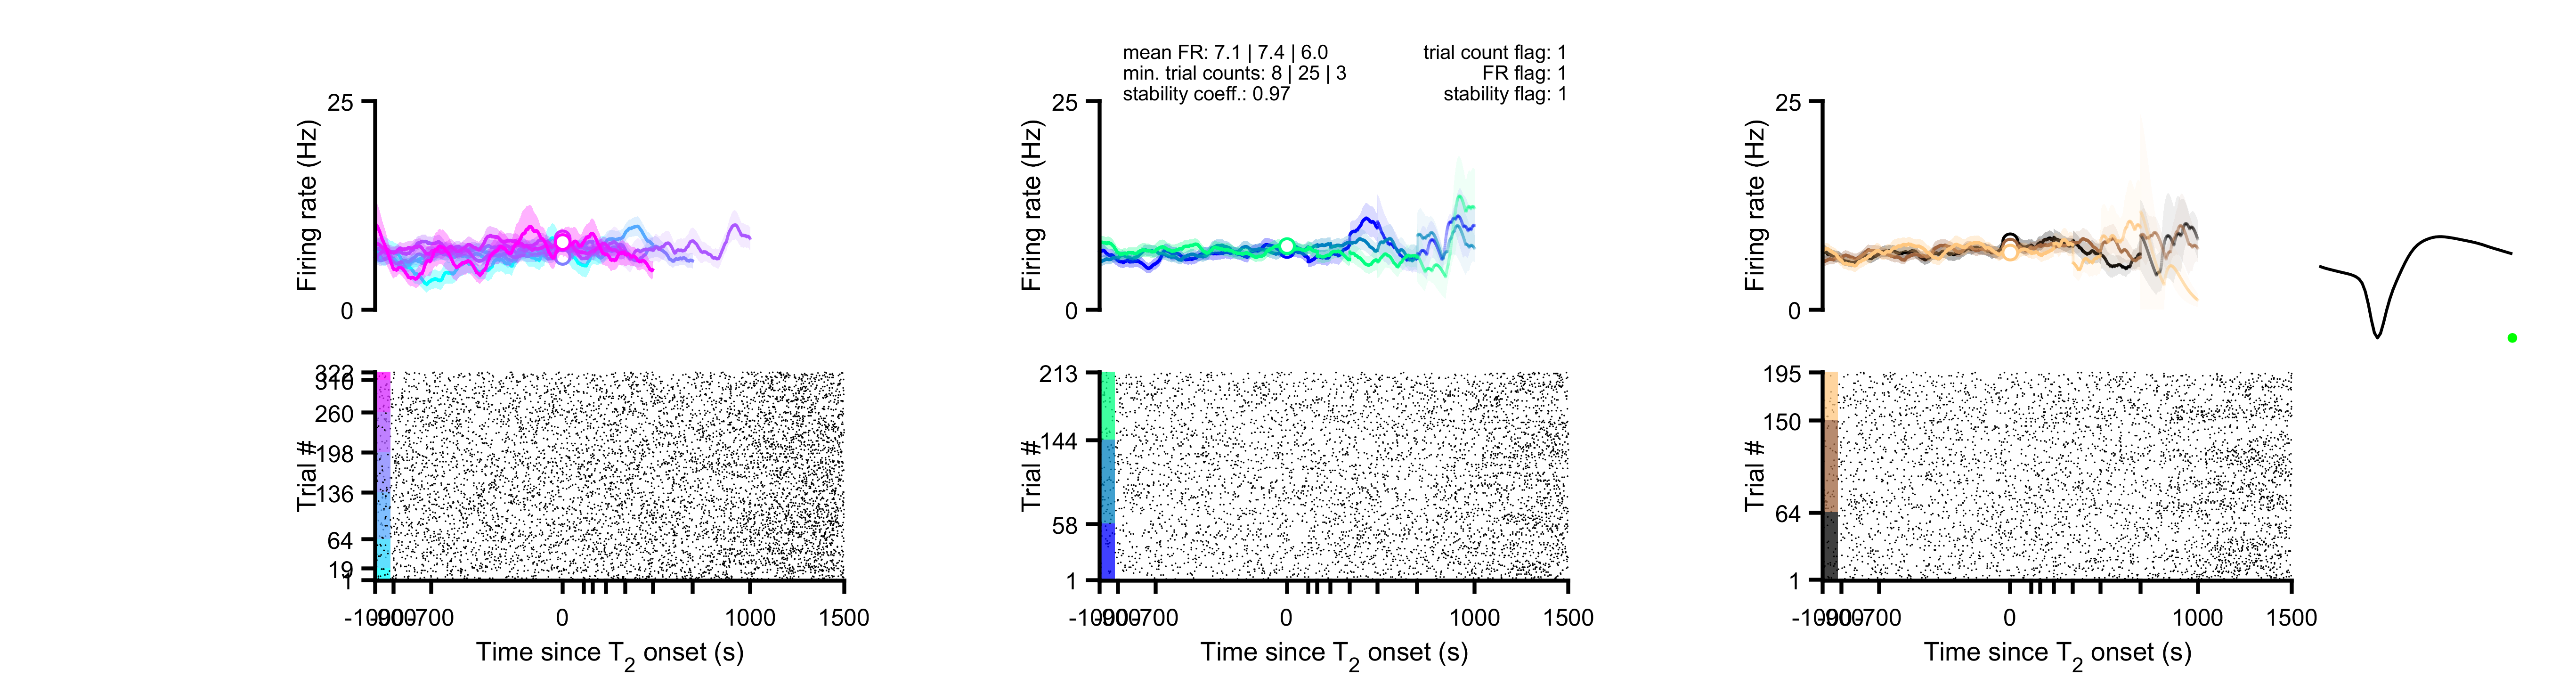 mean FR: 7.1 | 7.4 | 6.0
min. trial counts: 8 | 25 | 3
stability coeff.: 0.97
trial count flag: 1
FR flag: 1
stability flag: 1
25
Firing rate (Hz)
0
25
Firing rate (Hz)
0
25
Firing rate (Hz)
0
322
260
198
136
64
19
1
Trial #
0
1000
1500
Time since T2 onset (s)
213
144
58
1
Trial #
0
1000
1500
Time since T2 onset (s)
195
150
64
1
Trial #
0
1000
1500
Time since T2 onset (s)